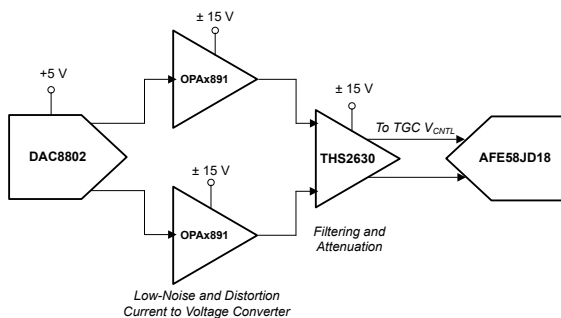 ± 15 V
OPAx891
+5 V
± 15 V
To TGC VCNTL
DAC8802
THS2630
AFE58JD18
± 15 V
OPAx891
Filtering and
Attenuation
Low-Noise and Distortion
Current to Voltage Converter